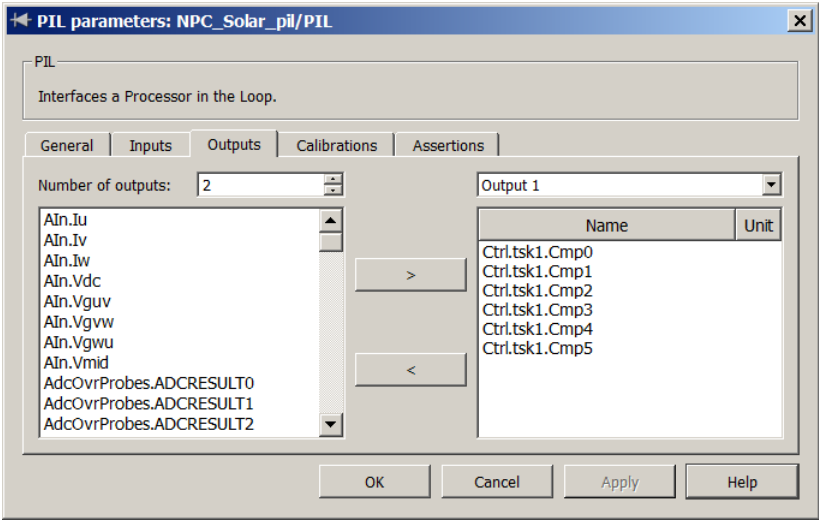 PIL parameters: NPC_Solar_pil/PIL
PIL
Interfaces a Processor in the Loop.
General Inputs Outputs Calibrations Assertions
Number of outputs: 2 Output 1
AIn.Iu
AIn.Iv
AIn.Iw
AIn.Vdc
AIn.Vguv
AIn.Vgvw
AIn.Vgwu
AIn.Vmid
AdcOvrProbes.ADCRESULT0
AdcOvrProbes.ADCRESULT1
AdcOvrProbes.ADCRESULT2
>
<
Name Unit
Ctrl.tsk1.Cmp0
Ctrl.tsk1.Cmp1
Ctrl.tsk1.Cmp2
Ctrl.tsk1.Cmp3
Ctrl.tsk1.Cmp4
Ctrl.tsk1.Cmp5
OK Cancel Apply Help